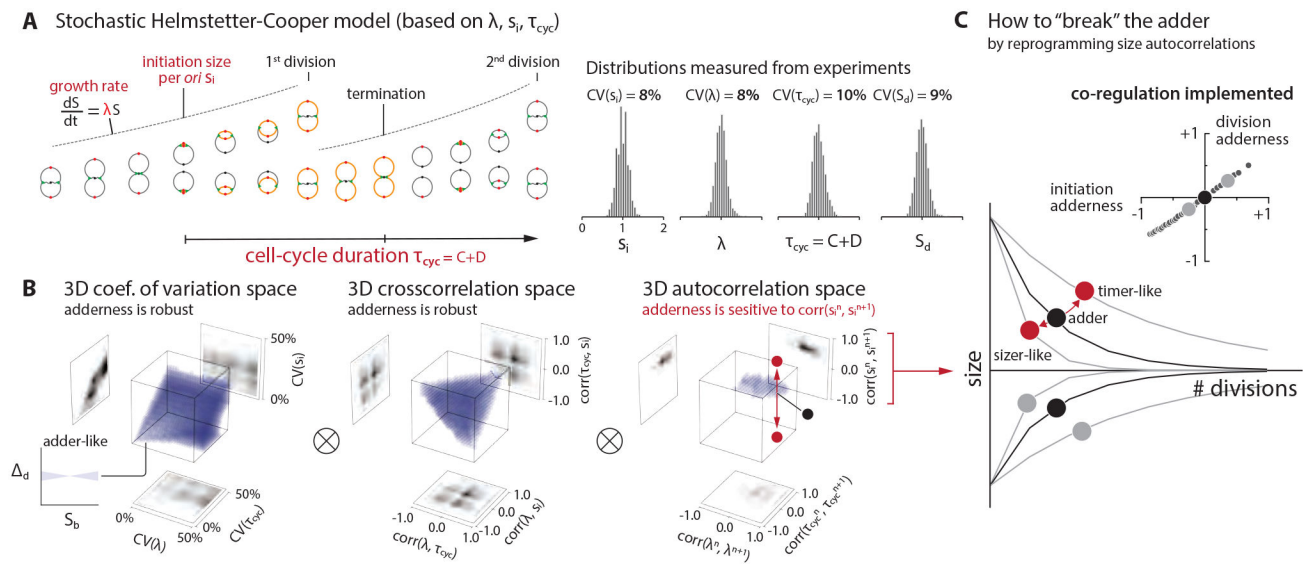 A Stochastic Helmstetter-Cooper model (based on λ, sᵢ, τcyc)
growth rate
dS/dt = λS
initiation size
per ori sᵢ
1st division
termination
2nd division
cell-cycle duration τcyc = C+D
Distributions measured from experiments
CV(sᵢ) = 8%
CV(λ) = 8%
CV(τcyc) = 10%
CV(Sd) = 9%
0 1 2
sᵢ
λ
τcyc = C+D
Sd
B 3D coef. of variation space
adderness is robust
50%
CV(sᵢ)
0%
adder-like
Δd
Sb
0%
CV(λ)
50%
0%
CV(τcyc)
50%
⊗
3D crosscorrelation space
adderness is robust
1.0
0.0
-1.0
corr(τcyc, sᵢ)
-1.0
0.0
1.0
corr(λ, τcyc)
-1.0
0.0
1.0
corr(λ, sᵢ)
⊗
3D autocorrelation space
adderness is sesitive to corr(sᵢⁿ, sᵢⁿ⁺¹)
1.0
0.0
-1.0
corr(sᵢⁿ, sᵢⁿ⁺¹)
-1.0
0.0
1.0
corr(λⁿ, λⁿ⁺¹)
-1.0
0.0
1.0
corr(τcycⁿ, τcycⁿ⁺¹)
C How to “break” the adder
by reprogramming size autocorrelations
co-regulation implemented
+1
division
adderness
initiation
adderness
-1
+1
-1
timer-like
adder
sizer-like
size
# divisions